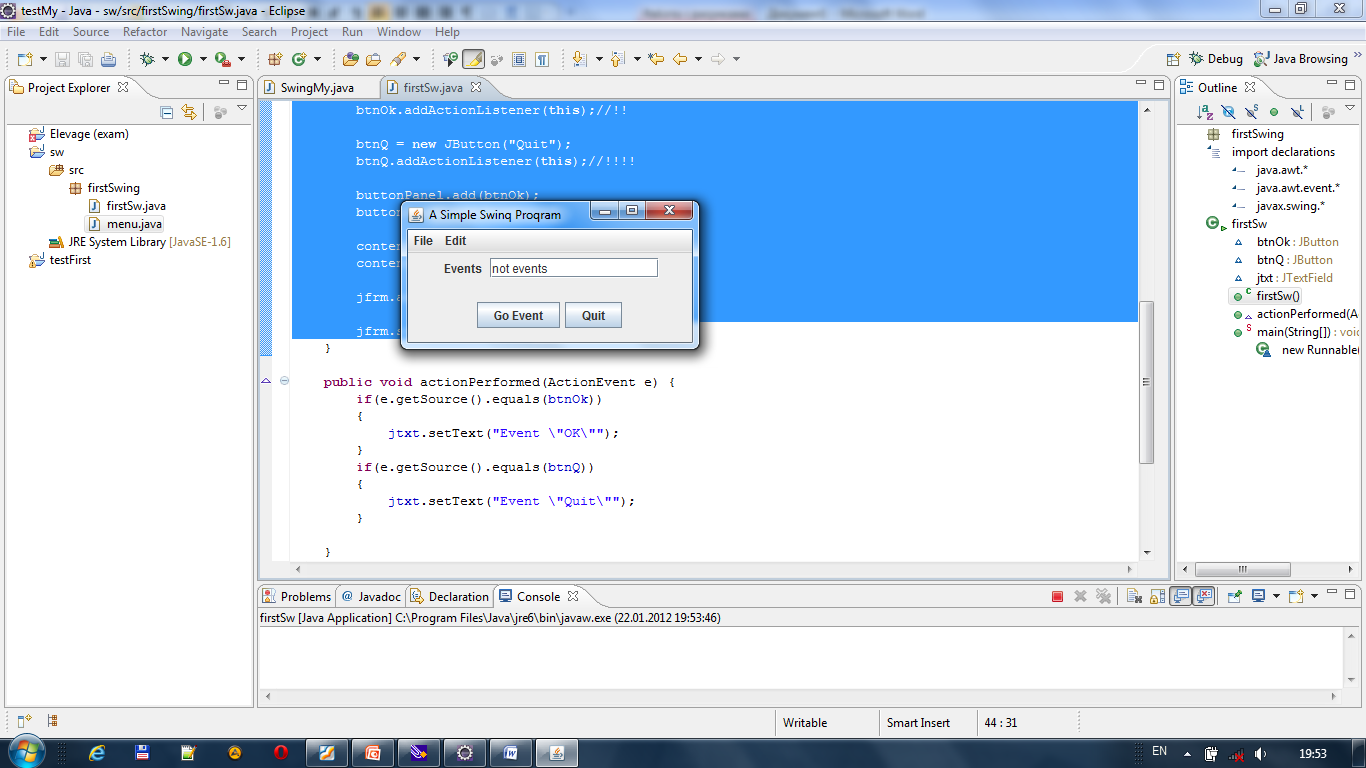 testMy - Java - sw/src/firstSwing/firstSw.java - Eclipse
File Edit Source Refactor Navigate Search Project Run Window Help
Debug Java Browsing
Project Explorer
Elevage (exam)
sw
src
firstSwing
firstSw.java
menu.java
JRE System Library [JavaSE-1.6]
testFirst
SwingMy.java firstSw.java
btnOk.addActionListener(this);//!!
btnQ = new JButton("Quit");
btnQ.addActionListener(this);//!!!!
buttonPanel.add(btnOk);
}
public void actionPerformed(ActionEvent e) {
if(e.getSource().equals(btnOk))
{
jtxt.setText("Event \"OK\"");
}
if(e.getSource().equals(btnQ))
{
jtxt.setText("Event \"Quit\"");
}
}
A Simple Swing Program
File Edit
Events not events
Go Event Quit
Outline
firstSwing
import declarations
java.awt.*
java.awt.event.*
javax.swing.*
firstSw
btnOk : JButton
btnQ : JButton
jtxt : JTextField
firstSw()
actionPerformed(A
main(String[]) : void
new Runnable(
Problems @ Javadoc Declaration Console
firstSw [Java Application] C:\Program Files\Java\jre6\bin\javaw.exe (22.01.2012 19:53:46)
Writable Smart Insert 44 : 31
EN 19:53